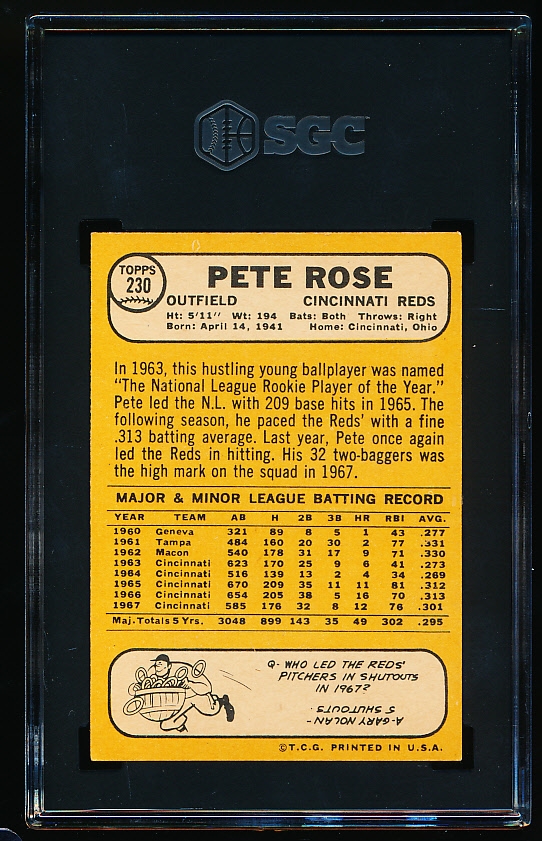 SGC
TOPPS
230
PETE ROSE
OUTFIELD CINCINNATI REDS
Ht: 5'11" Wt: 194 Bats: Both Throws: Right
Born: April 14, 1941 Home: Cincinnati, Ohio
In 1963, this hustling young ballplayer was named
"The National League Rookie Player of the Year."
Pete led the N.L. with 209 base hits in 1965. The
following season, he paced the Reds' with a fine
.313 batting average. Last year, Pete once again
led the Reds in hitting. His 32 two-baggers was
the high mark on the squad in 1967.
MAJOR & MINOR LEAGUE BATTING RECORD
YEAR TEAM AB H 2B 3B HR RBI AVG.
1960 Geneva 321 89 8 5 1 43 .277
1961 Tampa 484 160 20 30 2 77 .331
1962 Macon 540 178 31 17 9 71 .330
1963 Cincinnati 623 170 25 9 6 41 .273
1964 Cincinnati 516 139 13 2 4 34 .269
1965 Cincinnati 670 209 35 11 11 81 .312
1966 Cincinnati 654 205 38 5 16 70 .313
1967 Cincinnati 585 176 32 8 12 76 .301
Maj. Totals 5 Yrs. 3048 899 143 35 49 302 .295
Q- WHO LED THE REDS'
PITCHERS IN SHUTOUTS
IN 1967?
A-GARY NOLAN-
5 SHUTOUTS.
©T.C.G. PRINTED IN U.S.A.